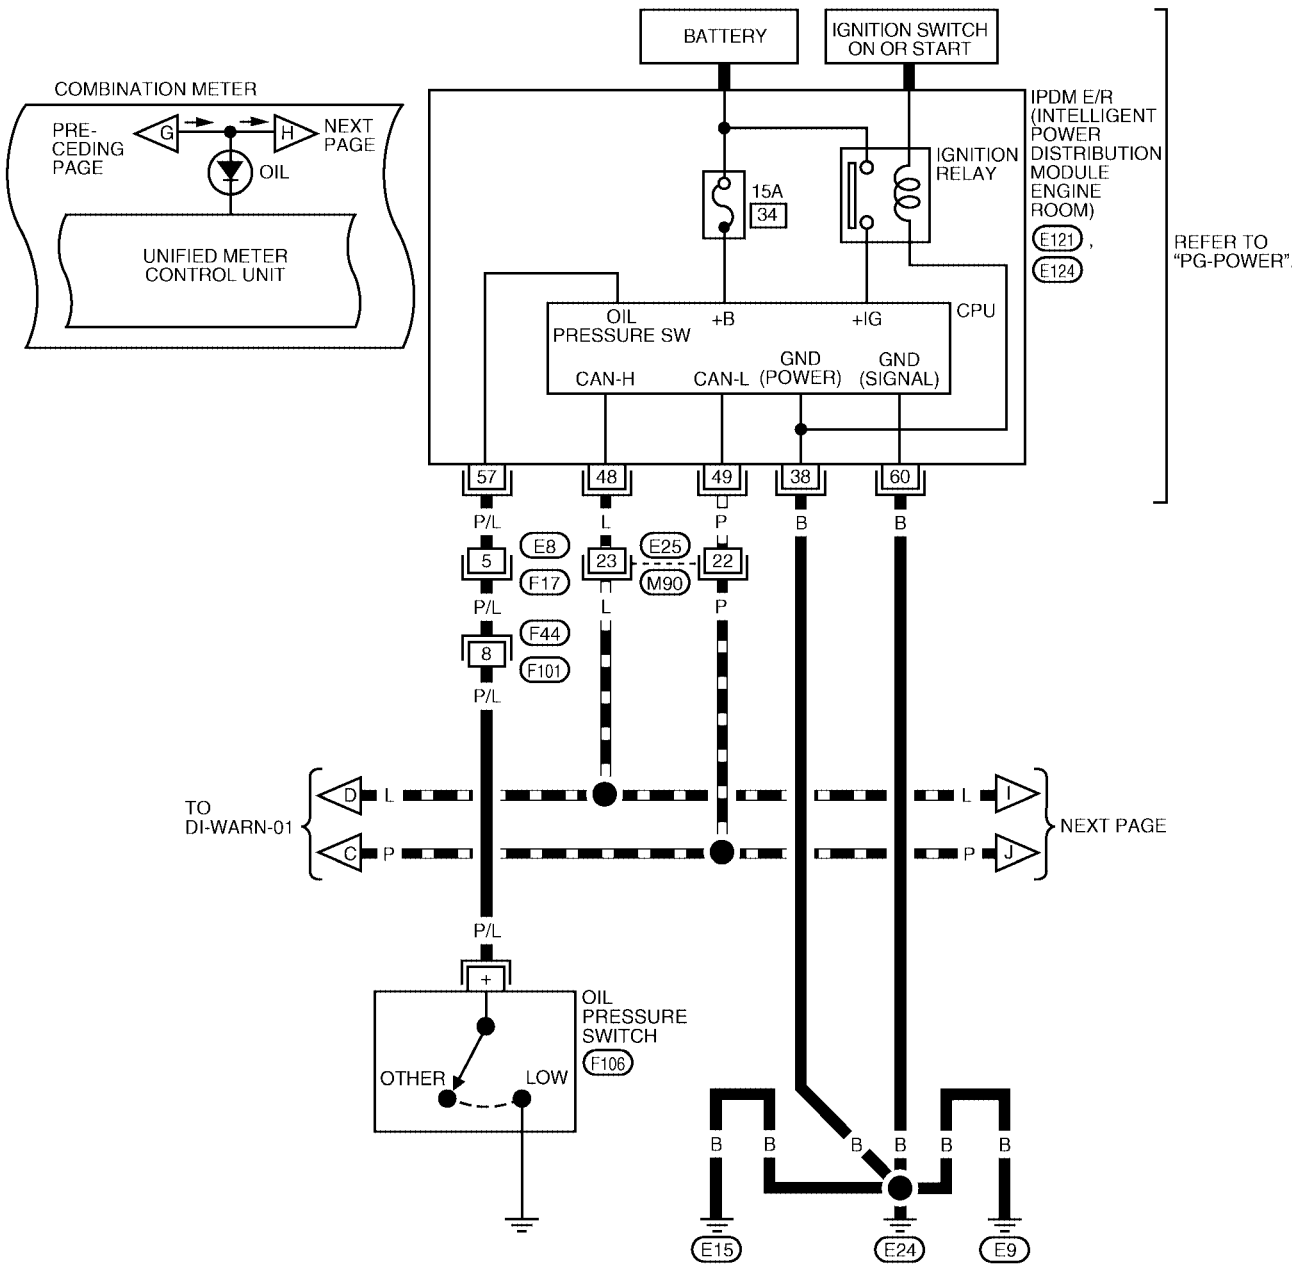 BATTERY
IGNITION SWITCH
ON OR START
COMBINATION METER
PRE-
CEDING
PAGE
G
H
NEXT
PAGE
OIL
UNIFIED METER
CONTROL UNIT
IPDM E/R
(INTELLIGENT
POWER
DISTRIBUTION
MODULE
ENGINE
ROOM)
E121 ,
E124
IGNITION
RELAY
15A
34
REFER TO
"PG-POWER".
OIL
PRESSURE SW
+B
+IG
CPU
CAN-H
CAN-L
GND
(POWER)
GND
(SIGNAL)
57
48
49
38
60
P/L
L
P
B
B
5
E8
F17
23
E25
M90
22
P/L
L
P
8
F44
F101
P/L
TO
DI-WARN-01
D
L
L
I
C
P
P
J
NEXT PAGE
P/L
+
OIL
PRESSURE
SWITCH
F106
OTHER
LOW
B
B
B
B
B
B
E15
E24
E9